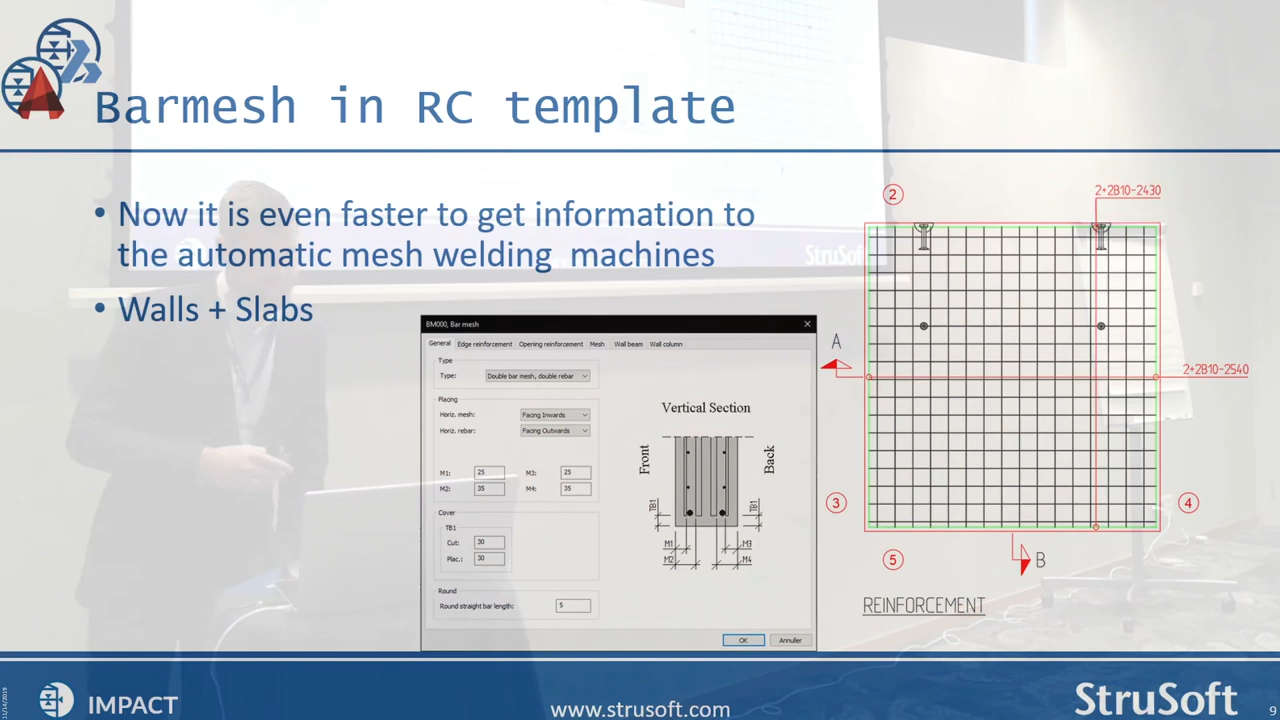 Barmesh in RC template
• Now it is even faster to get information to
the automatic mesh welding machines
• Walls + Slabs
StruSoft
BM000, Bar mesh
General Edge reinforcement Opening reinforcement Mesh Wall beam Wall column
Type
Type: Double bar mesh, double rebar
Placing
Horiz. mesh: Facing Inwards
Horiz. rebar: Facing Outwards
M1: 25 M3: 25
M2: 35 M4: 35
Cover
TB1
Cut: 30
Plac.: 30
Round
Round straight bar length: 5
Vertical Section
Front
Back
TB1 TB1
M1 M3
M2 M4
OK Annuller
2
2+2B10-2430
A
2+2B10-2540
3
4
5
B
REINFORCEMENT
11/14/2019
IMPACT
www.strusoft.com
StruSoft
9